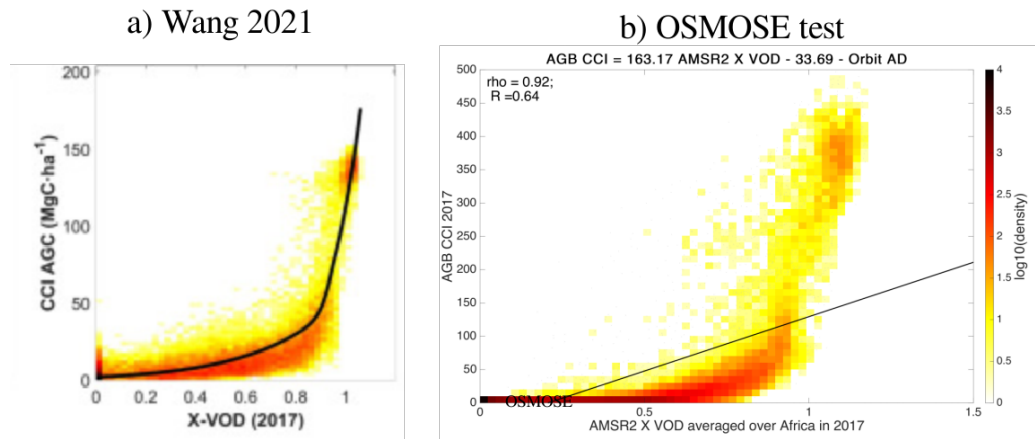 a) Wang 2021
200
150
100
50
0
CCI AGC (MgC·ha⁻¹)
0 0.2 0.4 0.6 0.8 1
X-VOD (2017)
b) OSMOSE test
AGB CCI = 163.17 AMSR2 X VOD - 33.69 - Orbit AD
rho = 0.92;
R =0.64
500
450
400
350
300
250
200
150
100
50
0
AGB CCI 2017
OSMOSE
0 0.5 1 1.5
AMSR2 X VOD averaged over Africa in 2017
4
3.5
3
2.5
2
1.5
1
0.5
0
log10(density)